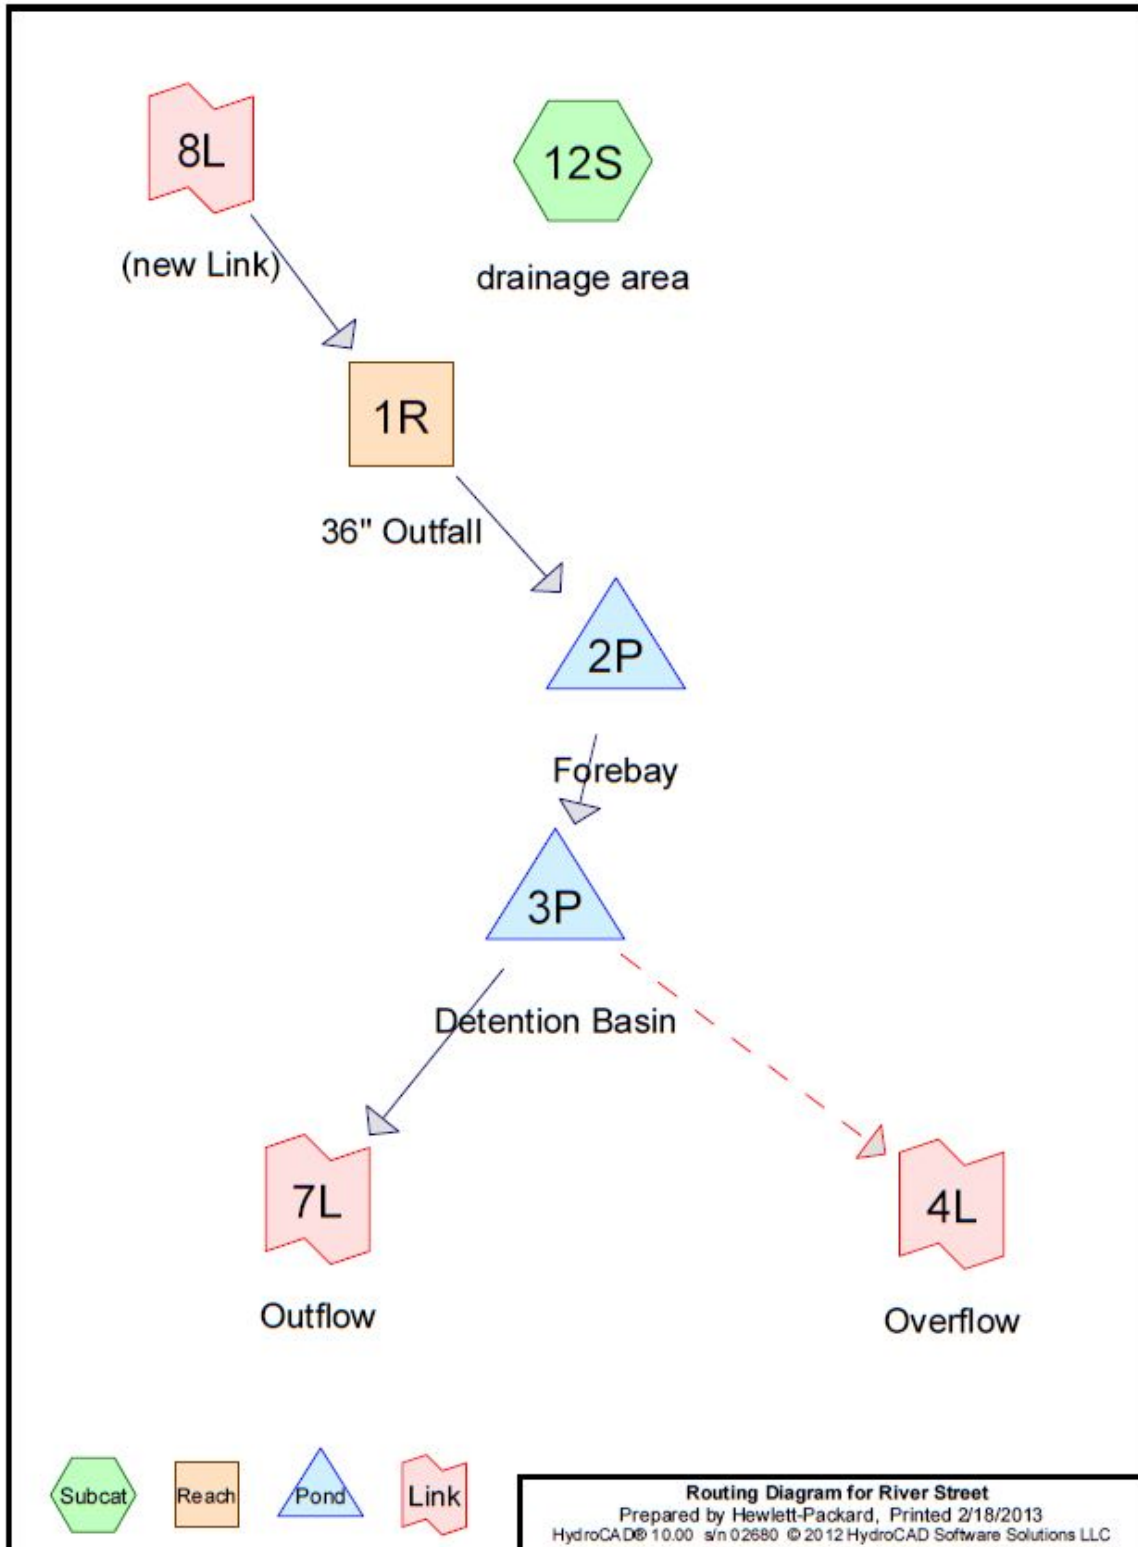 8L
12S
(new Link)
drainage area
1R
36" Outfall
2P
Forebay
3P
Detention Basin
7L
4L
Outflow
Overflow
Subcat
Reach
Pond
Link
Routing Diagram for River Street
Prepared by Hewlett-Packard, Printed 2/18/2013
HydroCAD® 10.00 s/n 02680 © 2012 HydroCAD Software Solutions LLC